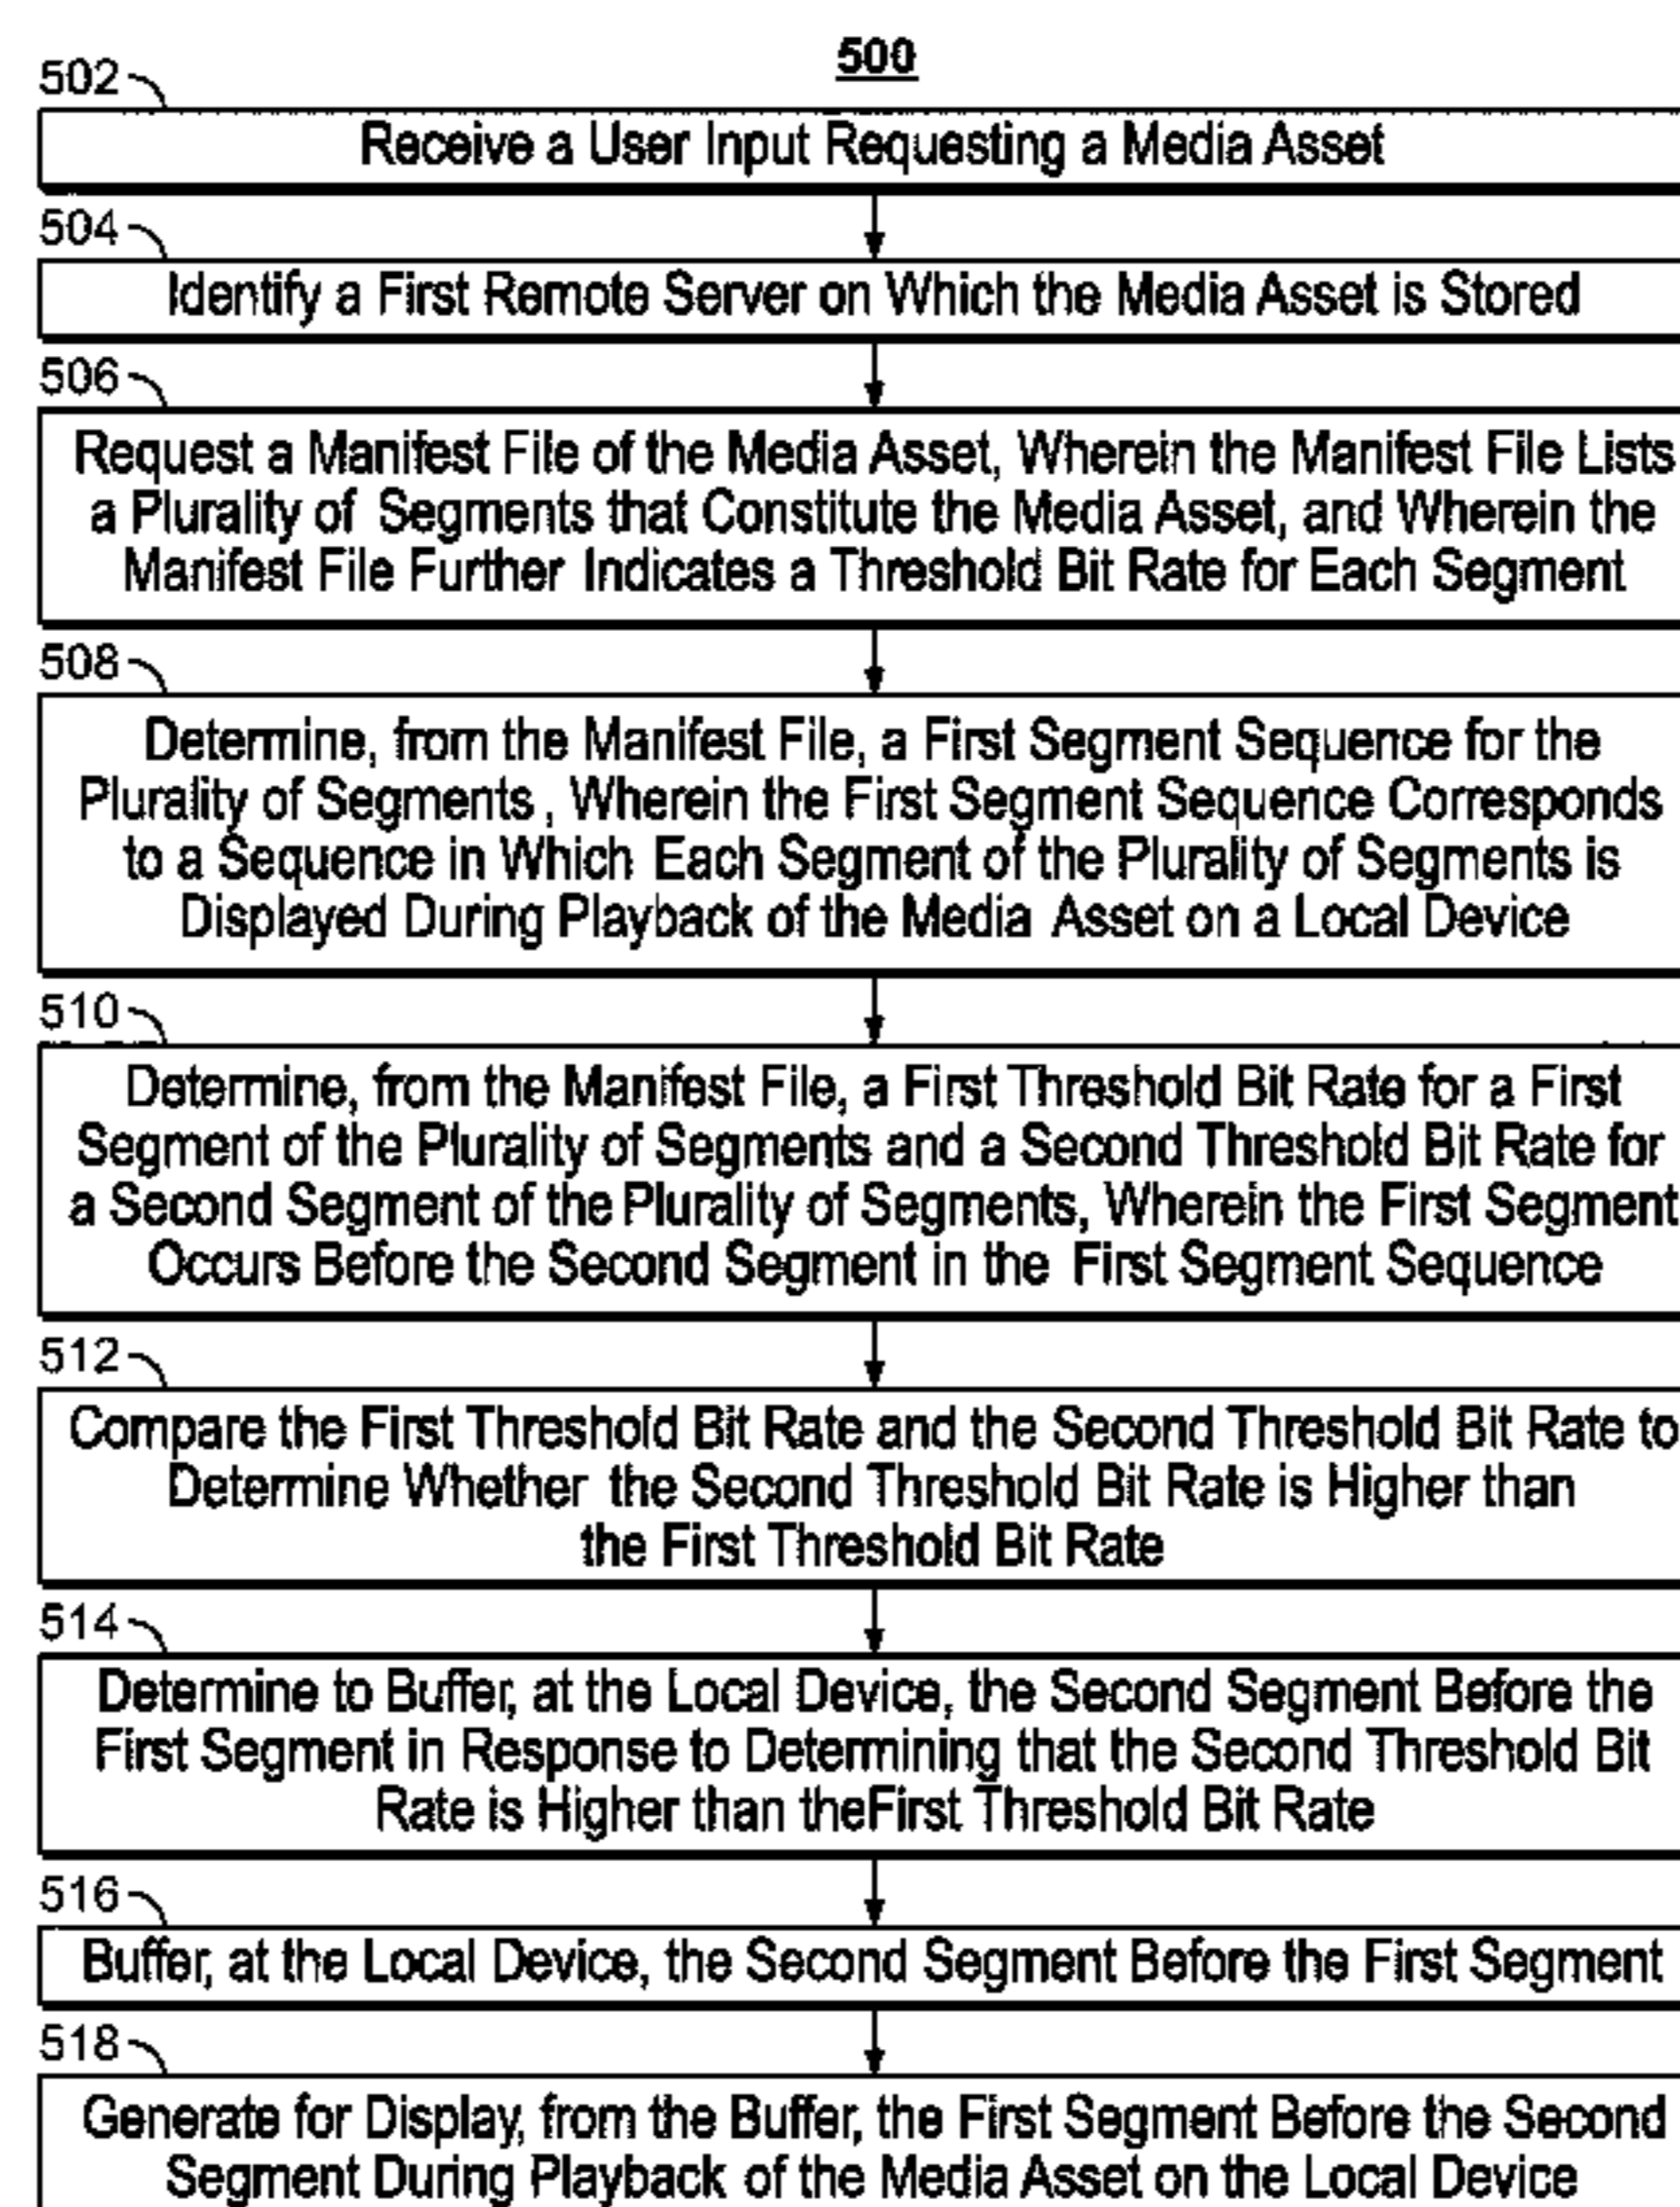 500
502
Receive a User Input Requesting a Media Asset
504
Identify a First Remote Server on Which the Media Asset is Stored
506
Request a Manifest File of the Media Asset, Wherein the Manifest File Lists
a Plurality of Segments that Constitute the Media Asset, and Wherein the
Manifest File Further Indicates a Threshold Bit Rate for Each Segment
508
Determine, from the Manifest File, a First Segment Sequence for the
Plurality of Segments, Wherein the First Segment Sequence Corresponds
to a Sequence in Which Each Segment of the Plurality of Segments is
Displayed During Playback of the Media Asset on a Local Device
510
Determine, from the Manifest File, a First Threshold Bit Rate for a First
Segment of the Plurality of Segments and a Second Threshold Bit Rate for
a Second Segment of the Plurality of Segments, Wherein the First Segment
Occurs Before the Second Segment in the First Segment Sequence
512
Compare the First Threshold Bit Rate and the Second Threshold Bit Rate to
Determine Whether the Second Threshold Bit Rate is Higher than
the First Threshold Bit Rate
514
Determine to Buffer, at the Local Device, the Second Segment Before the
First Segment in Response to Determining that the Second Threshold Bit
Rate is Higher than theFirst Threshold Bit Rate
516
Buffer, at the Local Device, the Second Segment Before the First Segment
518
Generate for Display, from the Buffer, the First Segment Before the Second
Segment During Playback of the Media Asset on the Local Device